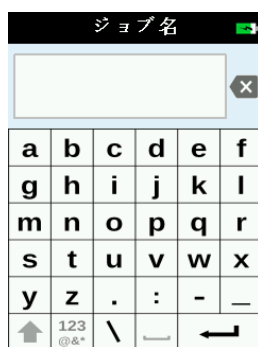 ジョブ名
a b c d e f
g h i j k l
m n o p q r
s t u v w x
y z . : - _
123 \
@&*